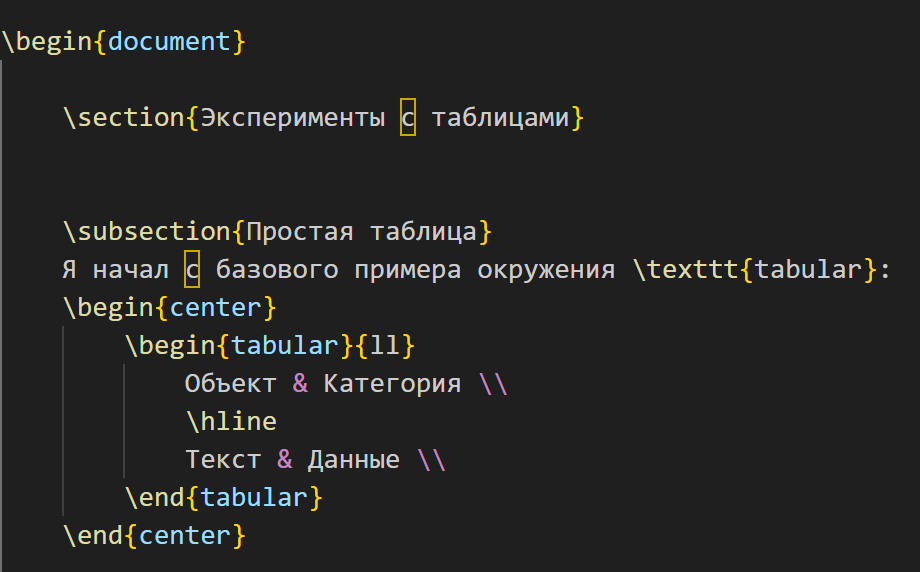 \begin{document}
\section{Эксперименты с таблицами}
\subsection{Простая таблица}
Я начал с базового примера окружения \texttt{tabular}:
\begin{center}
\begin{tabular}{ll}
Объект & Категория \\
\hline
Текст & Данные \\
\end{tabular}
\end{center}